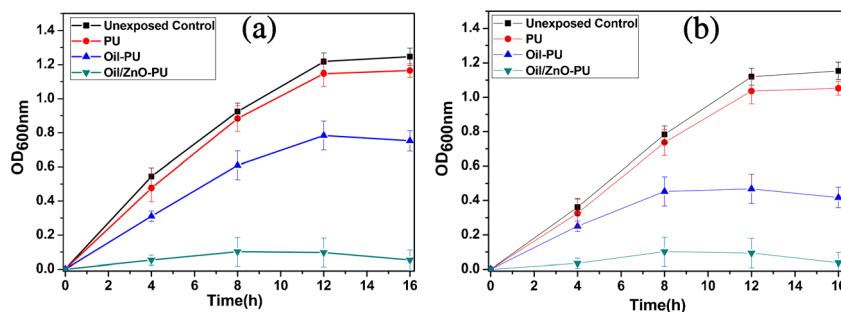 (a)
Unexposed Control
PU
Oil-PU
Oil/ZnO-PU
OD600nm
1.4
1.2
1.0
0.8
0.6
0.4
0.2
0.0
0 2 4 6 8 10 12 14 16
Time(h)
(b)
Unexposed Control
PU
Oil-PU
Oil/ZnO-PU
OD600nm
1.4
1.2
1.0
0.8
0.6
0.4
0.2
0.0
0 2 4 6 8 10 12 14 16
Time(h)